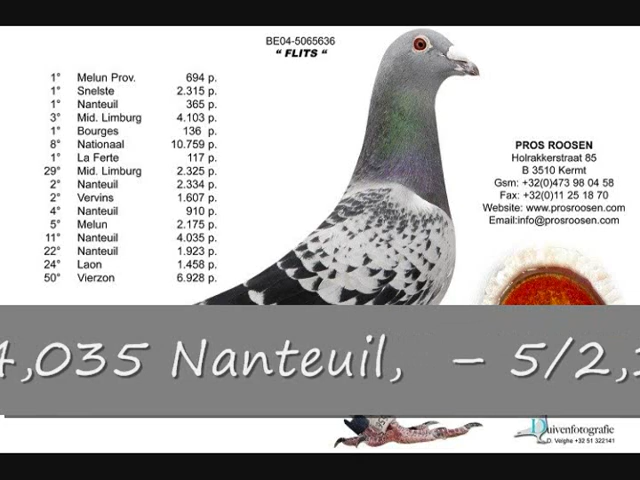 BE04-5065636
" FLITS "
1° Melun Prov. 694 p.
1° Snelste 2.315 p.
1° Nanteuil 365 p.
3° Mid. Limburg 4.103 p.
1° Bourges 136 p.
8° Nationaal 10.759 p.
1° La Ferte 117 p.
29° Mid. Limburg 2.325 p.
2° Nanteuil 2.334 p.
2° Vervins 1.607 p.
4° Nanteuil 910 p.
5° Melun 2.175 p.
11° Nanteuil 4.035 p.
22° Nanteuil 1.923 p.
24° Laon 1.458 p.
50° Vierzon 6.928 p.
PROS ROOSEN
Holrakkerstraat 85
B 3510 Kermt
Gsm: +32(0)473 98 04 58
Fax: +32(0)11 25 18 70
Website: www.prosroosen.com
Email:info@prosroosen.com
4,035 Nanteuil, – 5/2,
Duivenfotografie
D. Velghe +32 51 322141